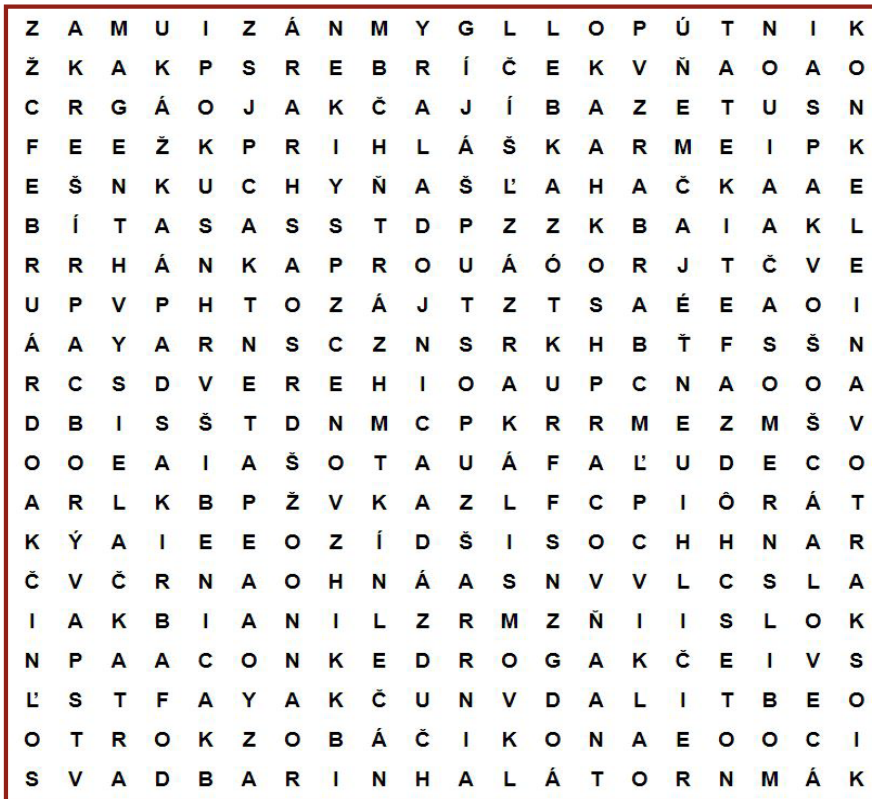 Z A M U I Z Á N M Y G L L O P Ú T N I K
Ž K A K P S R E B R Í Č E K V Ň A O A O
C R G Á O J A K Č A J Í B A Z E T U S N
F E E Ž K P R I H L Á Š K A R M E I P K
E Š N K U C H Y Ň A Š Ľ A H A Č K A A E
B Í T A S A S S T D P Z Z K B A I A K L
R R H Á N K A P R O U Á Ó O R J T Č V E
U P V P H T O Z Á J T Z T S A É E A O I
Á A Y A R N S C Z N S R K H B Ť F S Š N
R C S D V E R E H I O A U P C N A O O A
D B I S Š T D N M C P K R R M E Z M Š V
O O E A I A Š O T A U Á F A Ľ U D E C O
A R L K B P Ž V K A Z L F C P I Ô R Á T
K Ý A I E E O Z Í D Š I S O C H H N A R
Č V Č R N A O H N Á A S N V V L C S L A
I A K B I A N I L Z R M Z Ň I I S L O K
N P A A C O N K E D R O G A K Č E I V S
Ľ S T F A Y A K Č U N V D A L I T B E O
O T R O K Z O B Á Č I K O N A E O O C I
S V A D B A R I N H A L Á T O R N M Á K